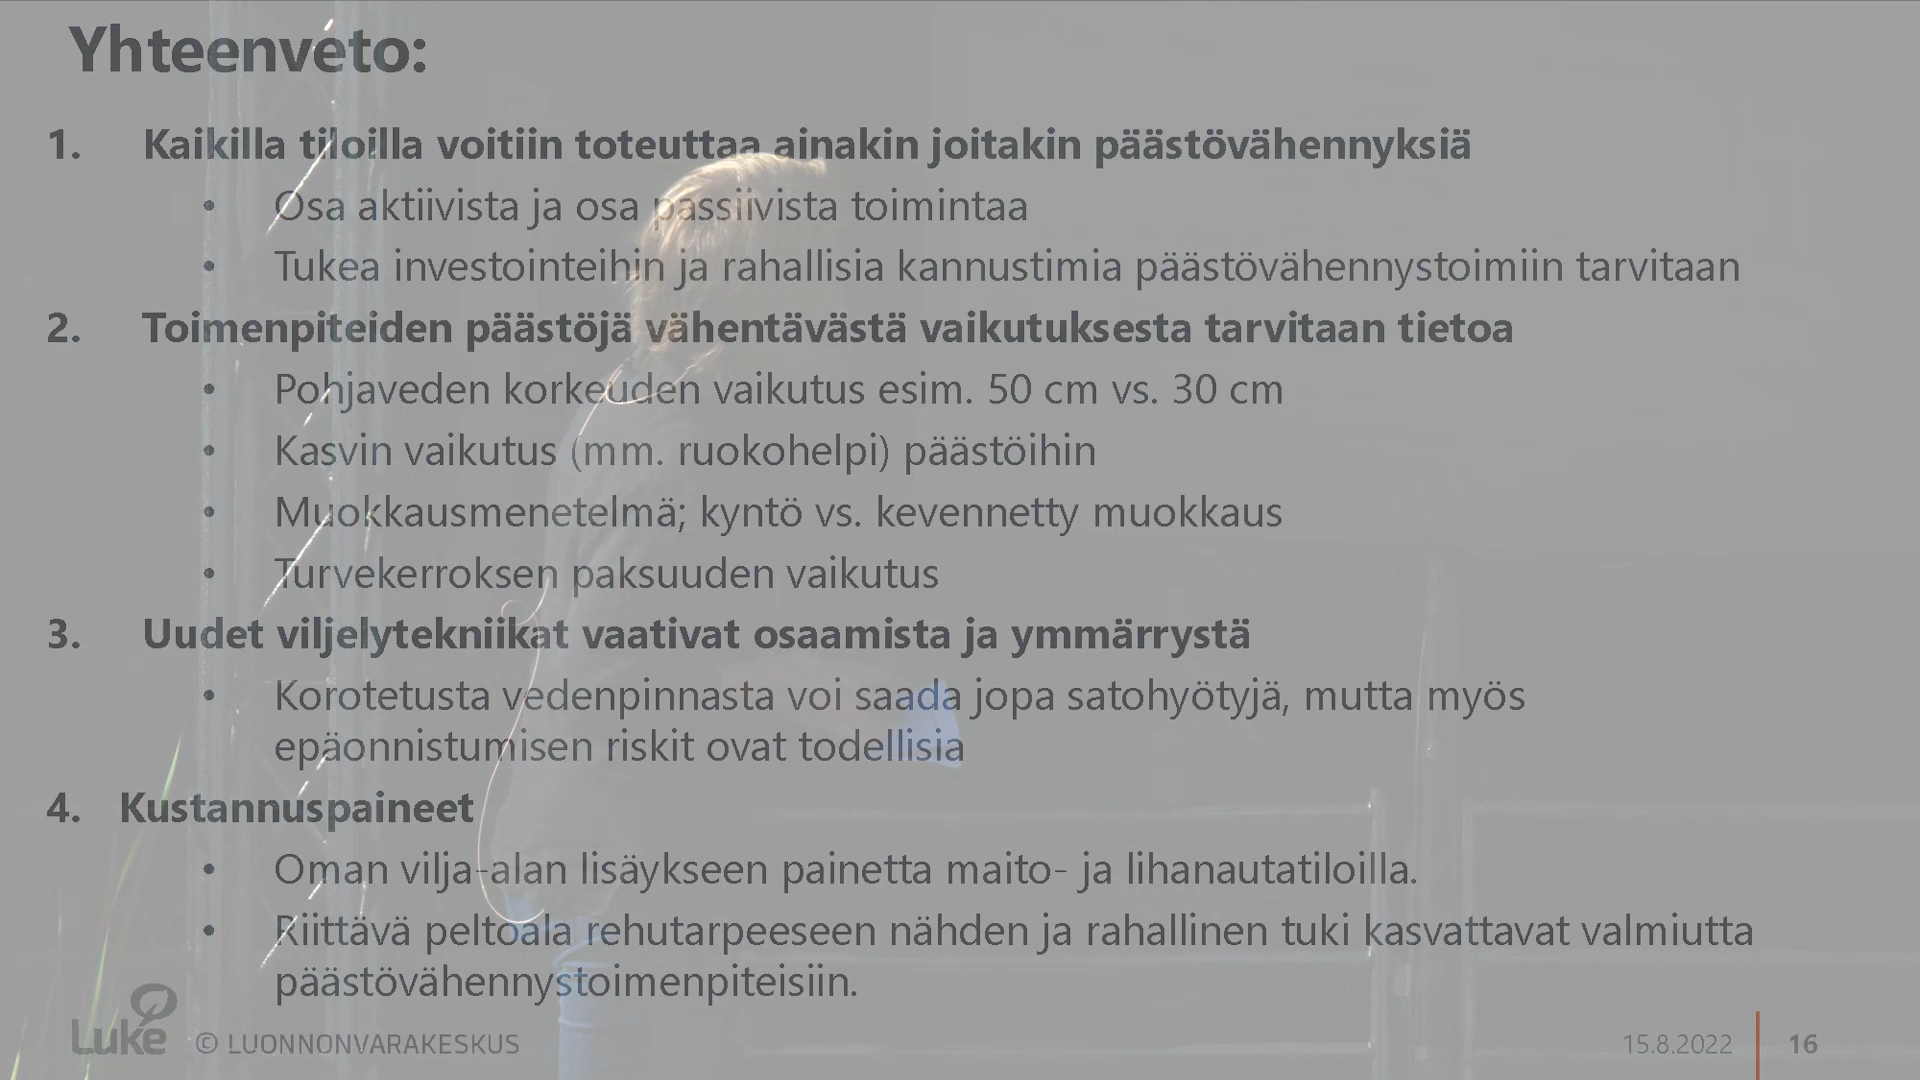 Yhteenveto:
1. Kaikilla tiloilla voitiin toteuttaa ainakin joitakin päästövähennyksiä
• Osa aktiivista ja osa passiivista toimintaa
• Tukea investointeihin ja rahallisia kannustimia päästövähennystoimiin tarvitaan
2. Toimenpiteiden päästöjä vähentävästä vaikutuksesta tarvitaan tietoa
• Pohjaveden korkeuden vaikutus esim. 50 cm vs. 30 cm
• Kasvin vaikutus (mm. ruokohelpi) päästöihin
• Muokkausmenetelmä; kyntö vs. kevennetty muokkaus
• Turvekerroksen paksuuden vaikutus
3. Uudet viljelytekniikat vaativat osaamista ja ymmärrystä
• Korotetusta vedenpinnasta voi saada jopa satohyötyjä, mutta myös
epäonnistumisen riskit ovat todellisia
4. Kustannuspaineet
• Oman vilja-alan lisäykseen painetta maito- ja lihanautatiloilla.
• Riittävä peltoala rehutarpeeseen nähden ja rahallinen tuki kasvattavat valmiutta
päästövähennystoimenpiteisiin.
Luke © LUONNONVARAKESKUS 15.8.2022 16